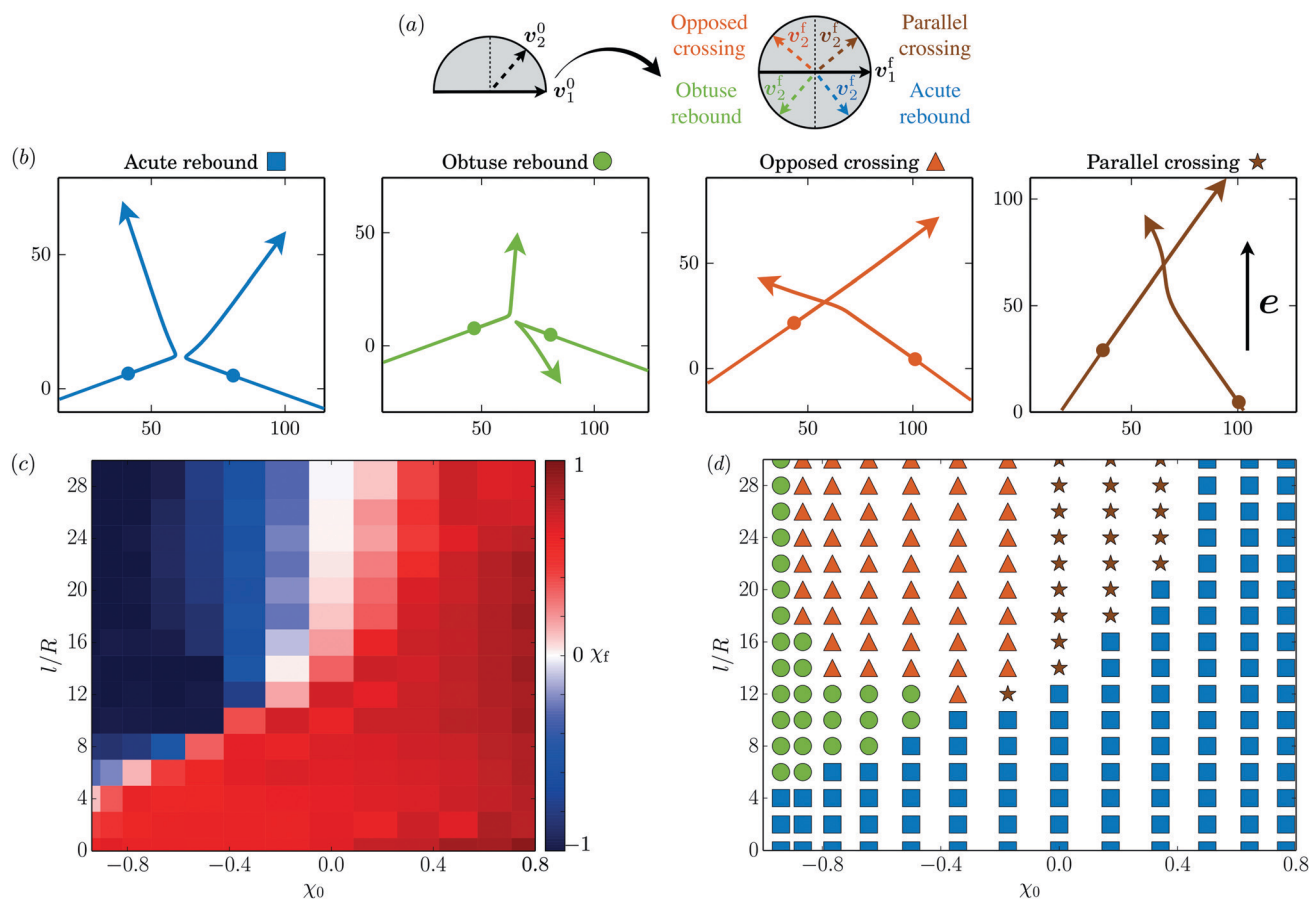 (a)
Opposed
crossing
Parallel
crossing
v₂⁰
v₁⁰
v₂ᶠ
v₂ᶠ
v₂ᶠ
v₂ᶠ
v₁ᶠ
Obtuse
rebound
Acute
rebound
(b)
Acute rebound
Obtuse rebound
Opposed crossing
Parallel crossing
50
0
50
100
50
0
50
100
50
0
50
100
100
50
0
50
100
e
(c)
28
24
20
16
12
8
4
0
l/R
−0.8
−0.4
0.0
0.4
0.8
χ₀
1
0
−1
χ_f
(d)
28
24
20
16
12
8
4
0
l/R
−0.8
−0.4
0.0
0.4
0.8
χ₀